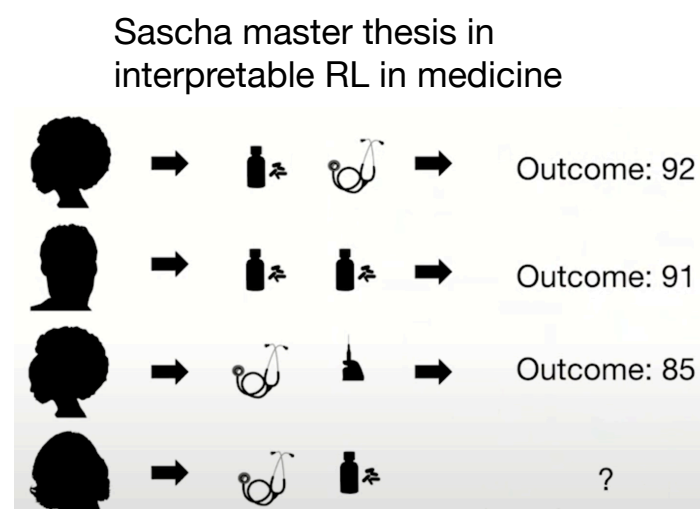 Sascha master thesis in
interpretable RL in medicine
Outcome: 92
Outcome: 91
Outcome: 85
?